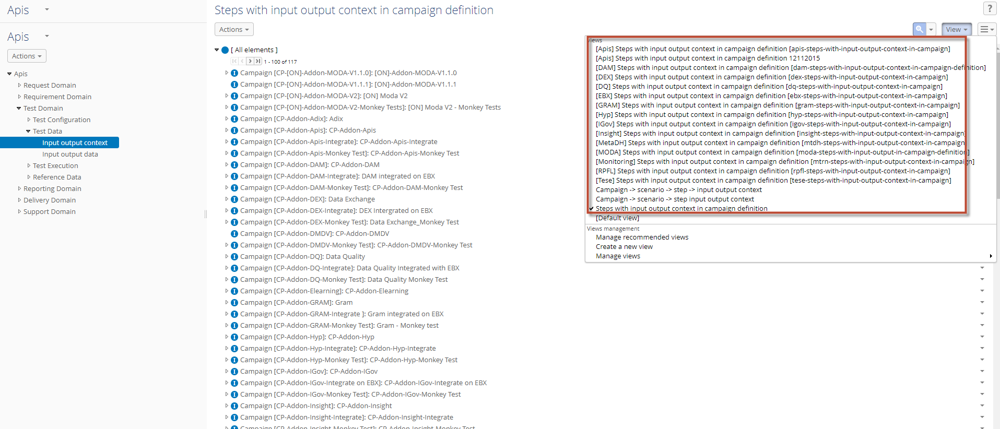 Apis
Steps with input output context in campaign definition
?
Actions
View
Apis
Actions
Apis
Request Domain
Requirement Domain
Test Domain
Test Configuration
Test Data
Input output context
Input output data
Test Execution
Reference Data
Reporting Domain
Delivery Domain
Support Domain
[ All elements ]
1 - 100 of 117
Campaign [CP-[ON]-Addon-MODA-V1.1.0]: [ON]-Addon-MODA-V1.1.0
Campaign [CP-[ON]-Addon-MODA-V1.1.1]: [ON]-Addon-MODA-V1.1.1
Campaign [CP-[ON]-Addon-MODA-V2]: [ON] Moda V2
Campaign [CP-[ON]-Addon-MODA-V2-Monkey Tests]: [ON] Moda V2 - Monkey Tests
Campaign [CP-Addon-Adix]: Adix
Campaign [CP-Addon-Apis]: CP-Addon-Apis
Campaign [CP-Addon-Apis-Integrate]: CP-Addon-Apis-Integrate
Campaign [CP-Addon-Apis-Monkey Test]: CP-Addon-Apis-Monkey Test
Campaign [CP-Addon-DAM]: CP-Addon-DAM
Campaign [CP-Addon-DAM-Integrate]: DAM integrated on EBX
Campaign [CP-Addon-DAM-Monkey Test]: CP-Addon-DAM-Monkey Test
Campaign [CP-Addon-DEX]: Data Exchange
Campaign [CP-Addon-DEX-Integrate]: DEX Intergrated on EBX
Campaign [CP-Addon-DEX-Monkey Test]: Data Exchange_Monkey Test
Campaign [CP-Addon-DMDV]: CP-Addon-DMDV
Campaign [CP-Addon-DMDV-Monkey Test]: CP-Addon-DMDV-Monkey Test
Campaign [CP-Addon-DQ]: Data Quality
Campaign [CP-Addon-DQ-Integrate]: Data Quality Integrated with EBX
Campaign [CP-Addon-DQ-Monkey Test]: Data Quality Monkey Test
Campaign [CP-Addon-Elearning]: CP-Addon-Elearning
Campaign [CP-Addon-GRAM]: Gram
Campaign [CP-Addon-GRAM-Integrate ]: Gram integrated on EBX
Campaign [CP-Addon-GRAM-Monkey Test]: Gram - Monkey test
Campaign [CP-Addon-Hyp]: CP-Addon-Hyp
Campaign [CP-Addon-Hyp-Integrate]: CP-Addon-Hyp-Integrate
Campaign [CP-Addon-Hyp-Monkey Test]: CP-Addon-Hyp-Monkey Test
Campaign [CP-Addon-IGov]: CP-Addon-IGov
Campaign [CP-Addon-IGov-Integrate on EBX]: CP-Addon-IGov-Integrate on EBX
Campaign [CP-Addon-IGov-Monkey Test]: CP-Addon-IGov-Monkey Test
Campaign [CP-Addon-Insight]: CP-Addon-Insight
Campaign [CP-Addon-Insight-Integrate]: CP-Addon-Insight-Integrate
Campaign [CP-Addon-Insight-Monkey Test]: CP-Addon-Insight-Monkey Test
Views
[Apis] Steps with input output context in campaign definition [apis-steps-with-input-output-context-in-campaign]
[Apis] Steps with input output context in campaign definition 12112015
[DAM] Steps with input output context in campaign definition [dam-steps-with-input-output-context-in-campaign-definition]
[DEX] Steps with input output context in campaign definition [dex-steps-with-input-output-context-in-campaign]
[DQ] Steps with input output context in campaign definition [dq-steps-with-input-output-context-in-campaign]
[EBX] Steps with input output context in campaign definition [ebx-steps-with-input-output-context-in-campaign]
[GRAM] Steps with input output context in campaign definition [gram-steps-with-input-output-context-in-campaign]
[Hyp] Steps with input output context in campaign definition [hyp-steps-with-input-output-context-in-campaign]
[IGov] Steps with input output context in campaign definition [igov-steps-with-input-output-context-in-campaign]
[Insight] Steps with input output context in campaign definition [insight-steps-with-input-output-context-in-campaign]
[MetaDH] Steps with input output context in campaign definition [mtdh-steps-with-input-output-context-in-campaign]
[MODA] Steps with input output context in campaign definition [moda-steps-with-input-output-in-campaign-definition]
[Monitoring] Steps with input output context in campaign definition [mtrn-steps-with-input-output-context-in-campaign]
[RPFL] Steps with input output context in campaign definition [rpfl-steps-with-input-output-context-in-campaign]
[Tese] Steps with input output context in campaign definition [tese-steps-with-input-output-context-in-campaign]
Campaign -> scenario -> step -> input output context
Campaign -> scenario -> step input output context
Steps with input output context in campaign definition
[Default view]
Views management
Manage recommended views
Create a new view
Manage views